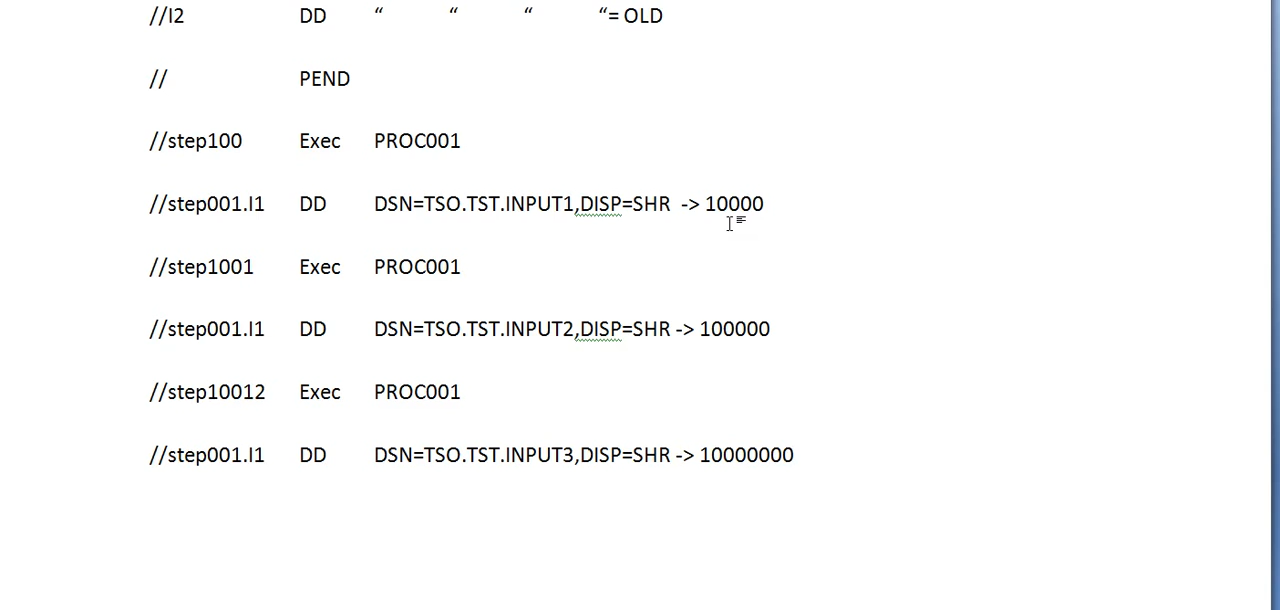 //I2 DD “ “ “ “= OLD
// PEND
//step100 Exec PROC001
//step001.I1 DD DSN=TSO.TST.INPUT1,DISP=SHR -> 10000
//step1001 Exec PROC001
//step001.I1 DD DSN=TSO.TST.INPUT2,DISP=SHR -> 100000
//step10012 Exec PROC001
//step001.I1 DD DSN=TSO.TST.INPUT3,DISP=SHR -> 10000000